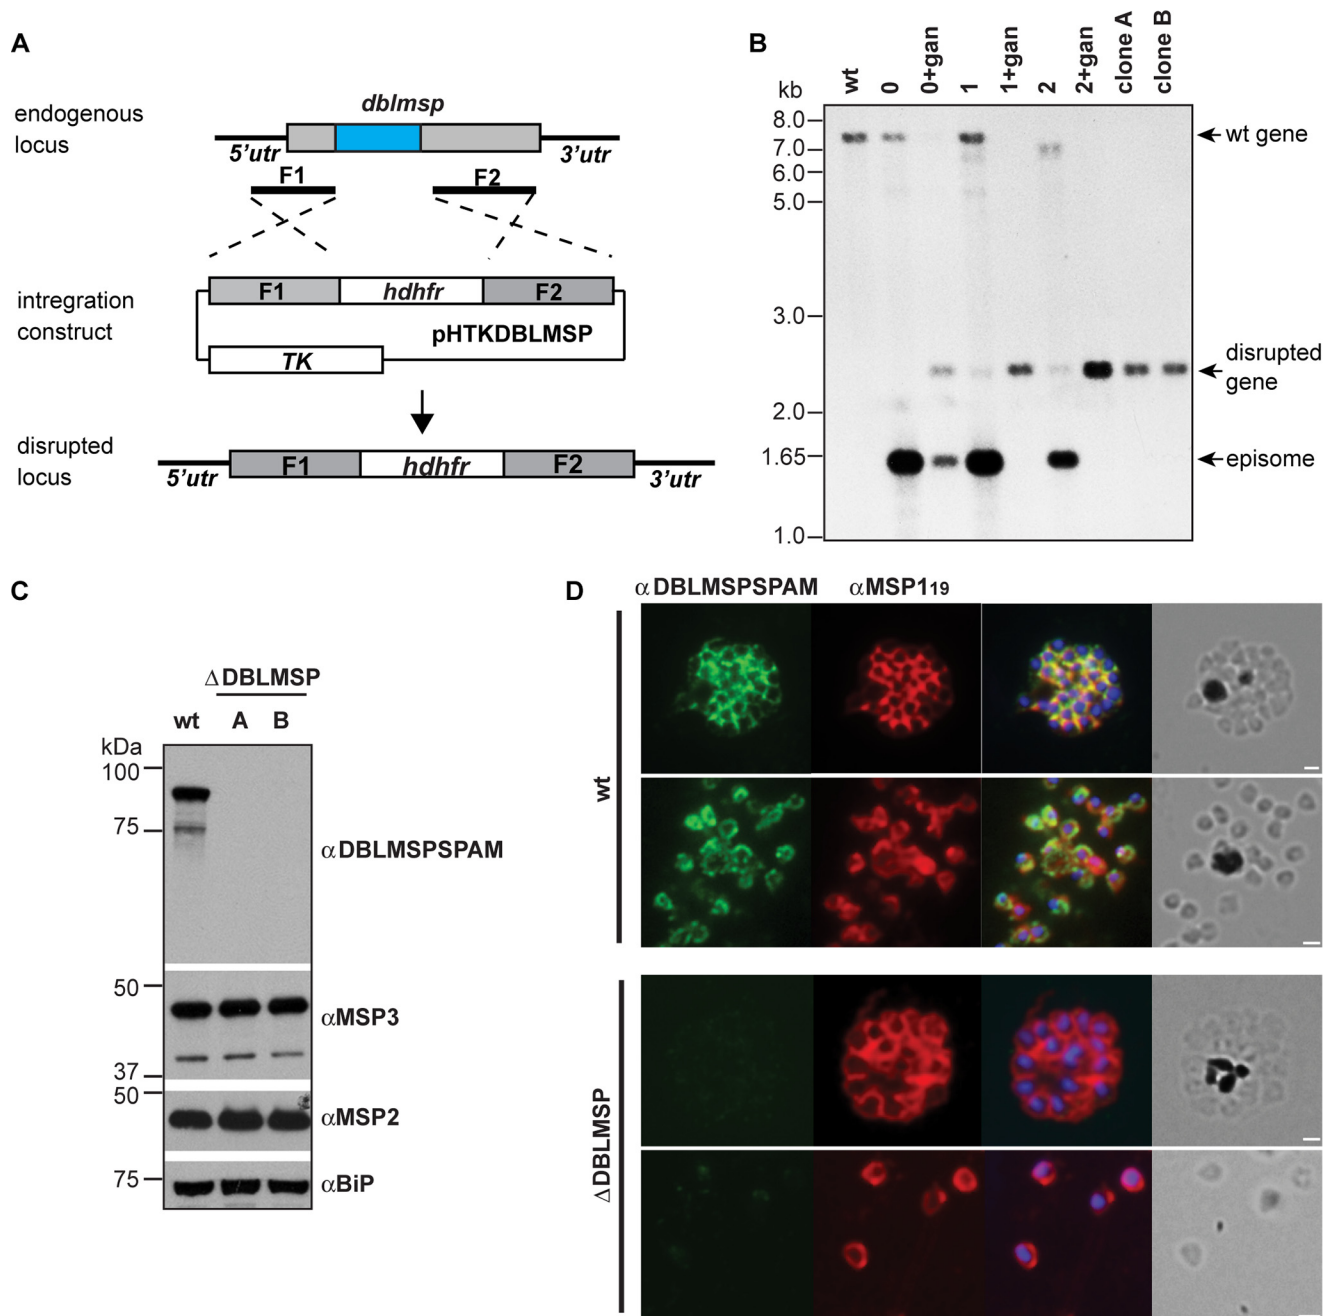 A
endogenous
locus
dblmsp
5'utr
3'utr
F1
F2
intregration
construct
F1
hdhfr
F2
pHTKDBLMSP
TK
disrupted
locus
5'utr
F1
hdhfr
F2
3'utr
B
kb
wt
0
0+gan
1
1+gan
2
2+gan
clone A
clone B
8.0
7.0
6.0
5.0
3.0
2.0
1.65
1.0
wt gene
disrupted
gene
episome
C
ΔDBLMSP
wt A B
kDa
100
75
αDBLMSPSPAM
50
αMSP3
37
50
αMSP2
75
αBiP
D
αDBLMSPSPAM αMSP119
wt
ΔDBLMSP